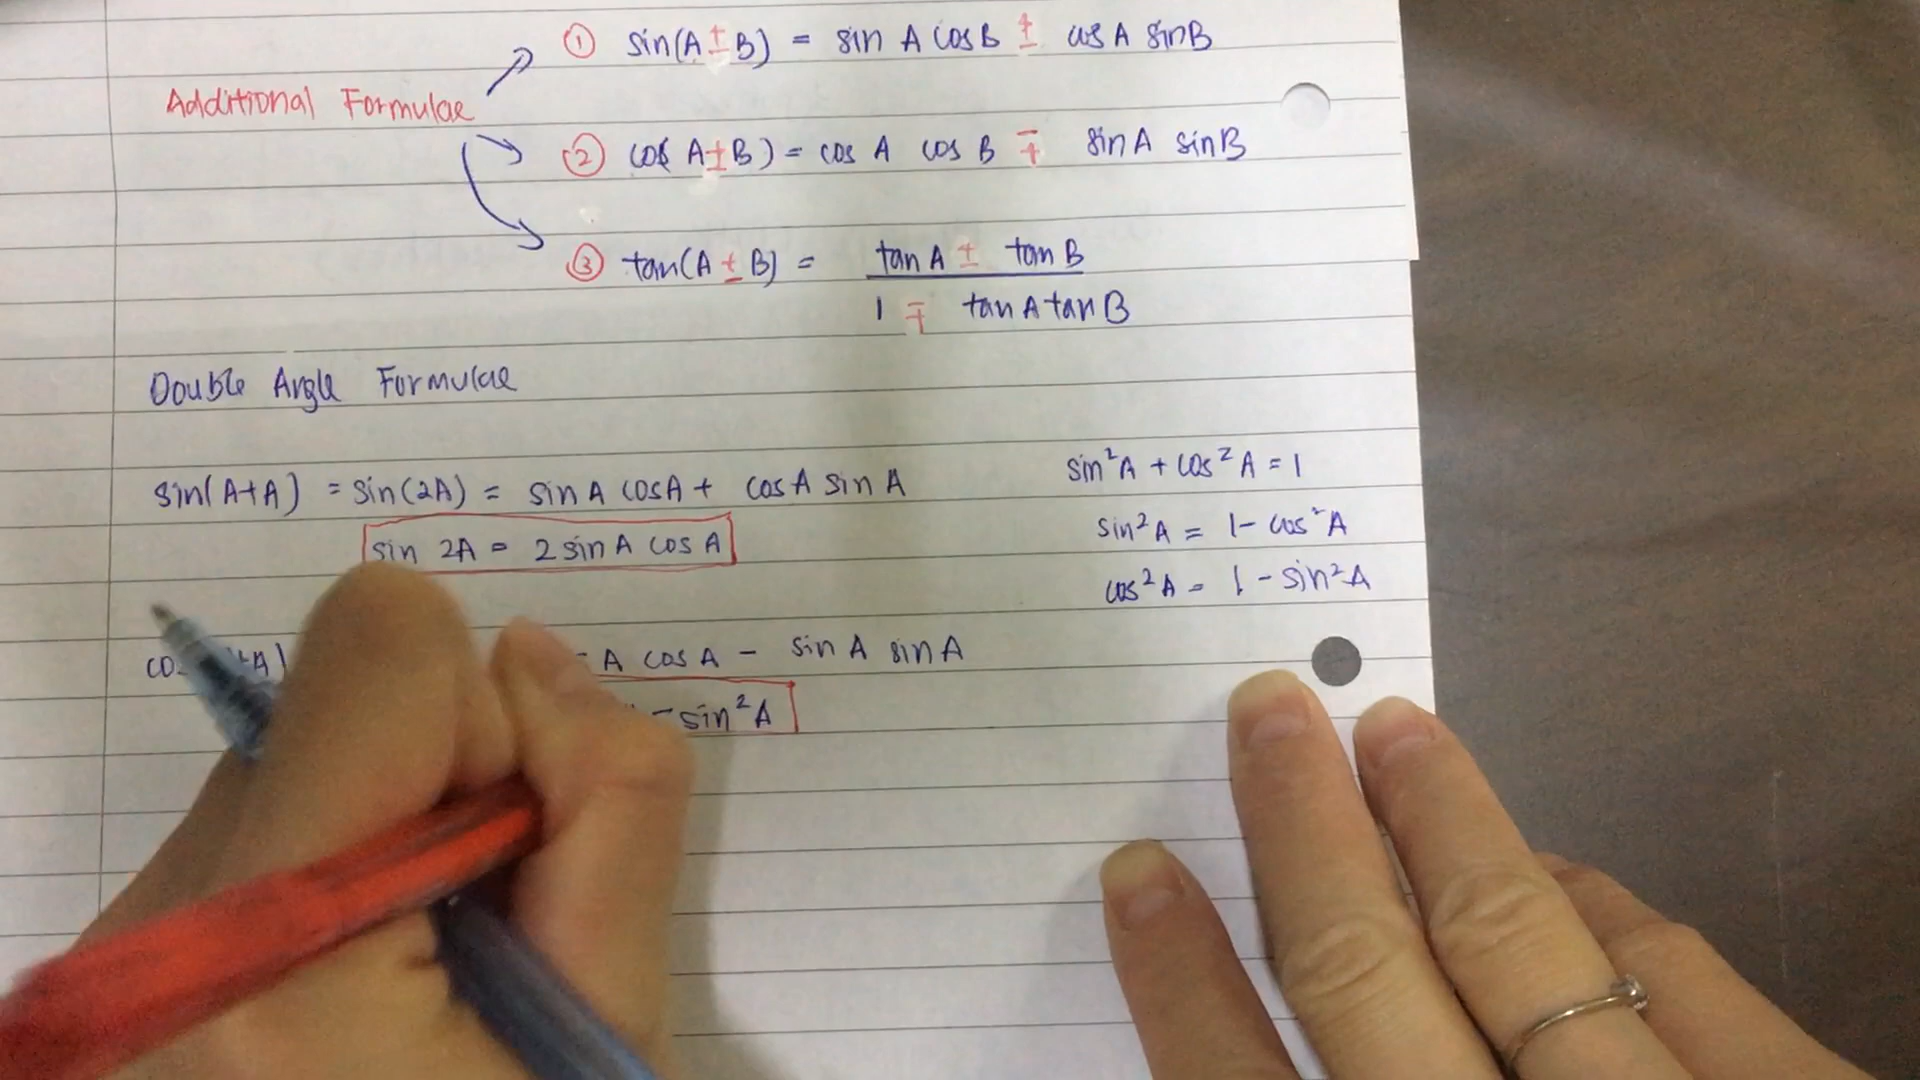 ① sin(A ± B) = sin A cos B ± cos A sin B
Additional Formulae
② cos( A ± B ) = cos A cos B ∓ sin A sin B
③ tan(A ± B) = tan A ± tan B
1 ∓ tan A tan B
Double Angle Formulae
sin(A+A) = sin(2A) = sin A cos A + cos A sin A
sin 2A = 2 sin A cos A
sin²A + cos²A = 1
sin²A = 1 - cos²A
cos²A = 1 - sin²A
A cos A - sin A sin A
- sin²A